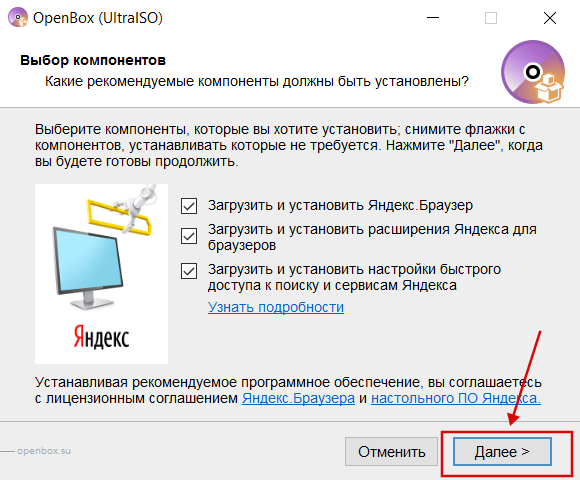 OpenBox (UltraISO)
Выбор компонентов
Какие рекомендуемые компоненты должны быть установлены?
Выберите компоненты, которые вы хотите установить; снимите флажки с
компонентов, устанавливать которые не требуется. Нажмите "Далее", когда
вы будете готовы продолжить.
Загрузить и установить Яндекс.Браузер
Загрузить и установить расширения Яндекса для
браузеров
Загрузить и установить настройки быстрого
доступа к поиску и сервисам Яндекса
Узнать подробности
Яндекс
Устанавливая рекомендуемое программное обеспечение, вы соглашаетесь
с лицензионным соглашением Яндекс.Браузера и настольного ПО Яндекса.
openbox.su
Отменить
Далее >